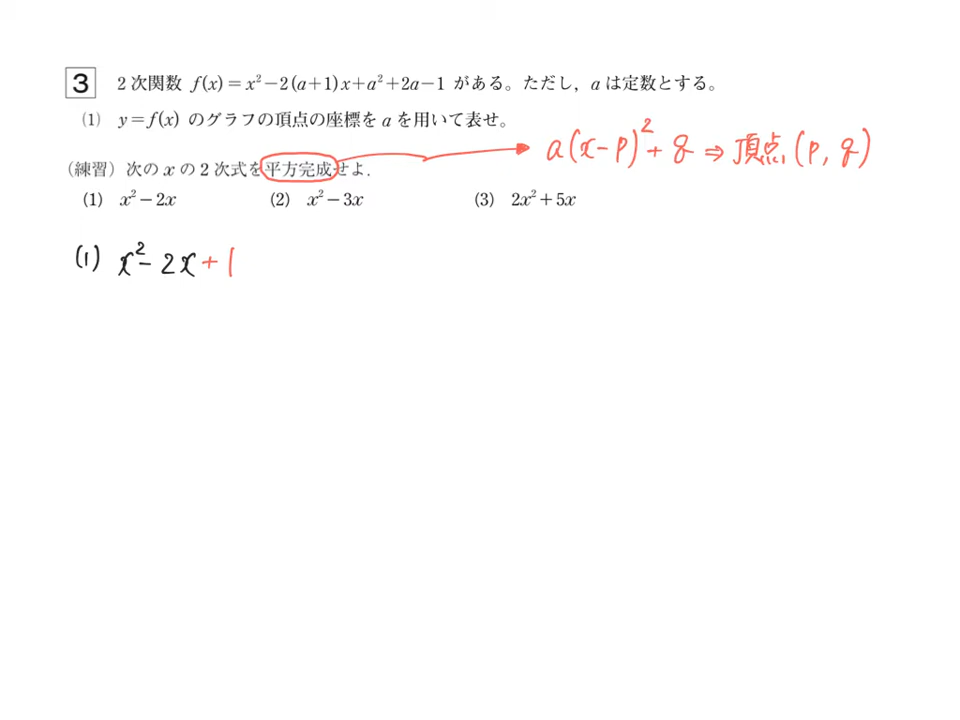 3 2次関数 f(x)=x²−2(a+1)x+a²+2a−1 がある。ただし，a は定数とする。
(1) y=f(x) のグラフの頂点の座標を a を用いて表せ。
a(x-p)²+q ⇒ 頂点(p, q)
(練習) 次の x の2次式を平方完成せよ.
(1) x²−2x (2) x²−3x (3) 2x²+5x
(1) x²-2x+1